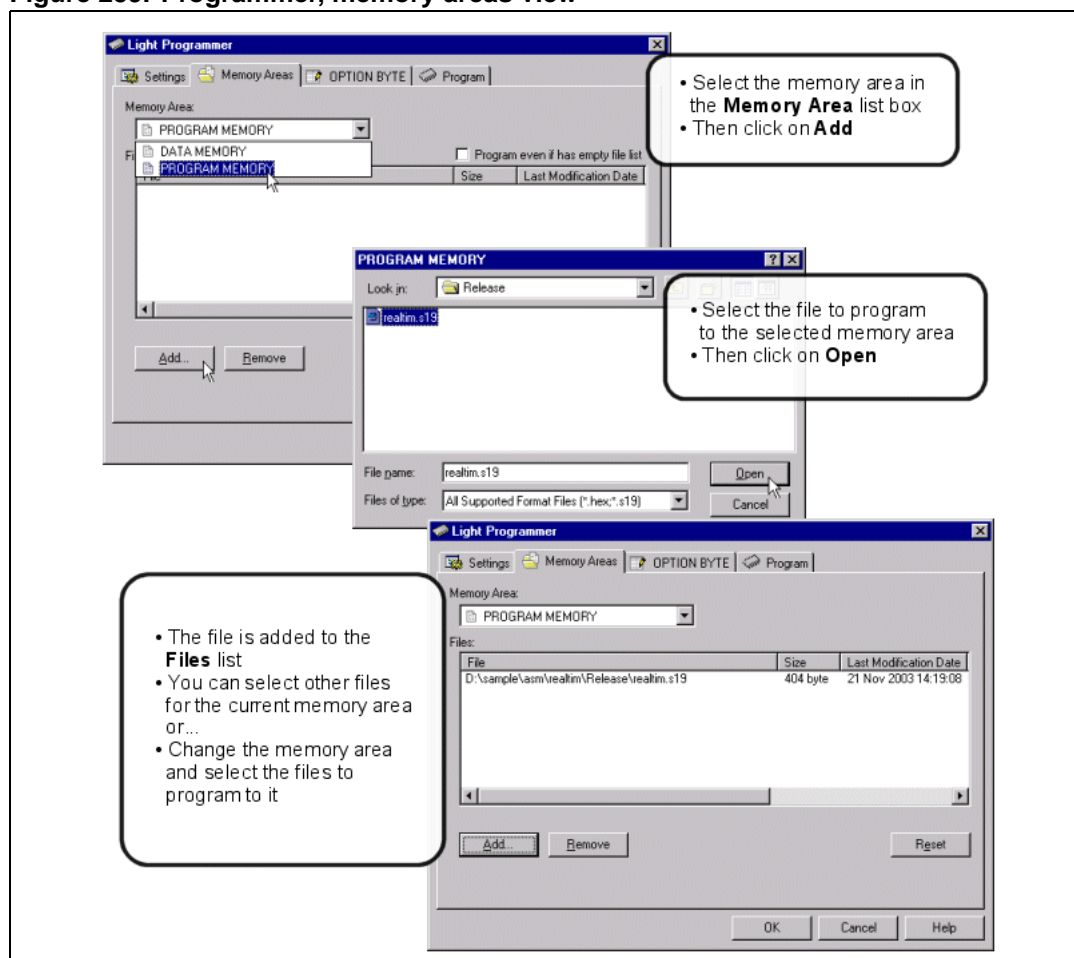 Light Programmer
Settings Memory Areas OPTION BYTE Program
Memory Area:
PROGRAM MEMORY
DATA MEMORY
PROGRAM MEMORY
Program even if has empty file list
Size Last Modification Date
Add... Remove
• Select the memory area in
the Memory Area list box
• Then click on Add
PROGRAM MEMORY
Look in: Release
realtim.s19
File name: realtim.s19 Open
Files of type: All Supported Format Files (*.hex;*.s19) Cancel
• Select the file to program
to the selected memory area
• Then click on Open
Light Programmer
Settings Memory Areas OPTION BYTE Program
Memory Area:
PROGRAM MEMORY
Files:
File Size Last Modification Date
D:\sample\asm\realtim\Release\realtim.s19 404 byte 21 Nov 2003 14:19:08
Add... Remove Reset
OK Cancel Help
• The file is added to the
Files list
• You can select other files
for the current memory area
or...
• Change the memory area
and select the files to
program to it